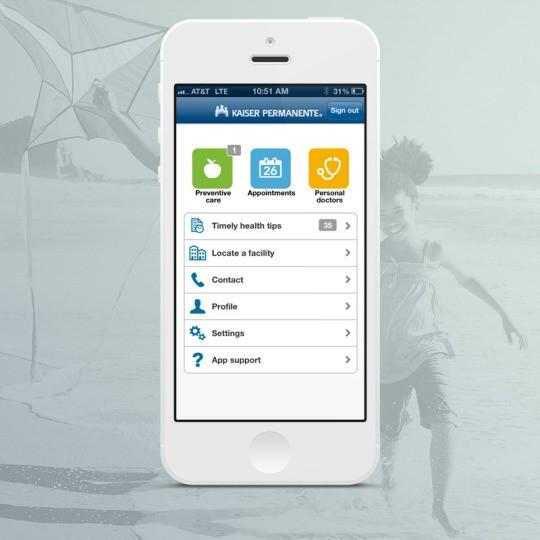 AT&T LTE 10:51 AM 31%
KAISER PERMANENTE® Sign out
1
26
Preventive care
Appointments
Personal doctors
Timely health tips 35
Locate a facility
Contact
Profile
Settings
App support